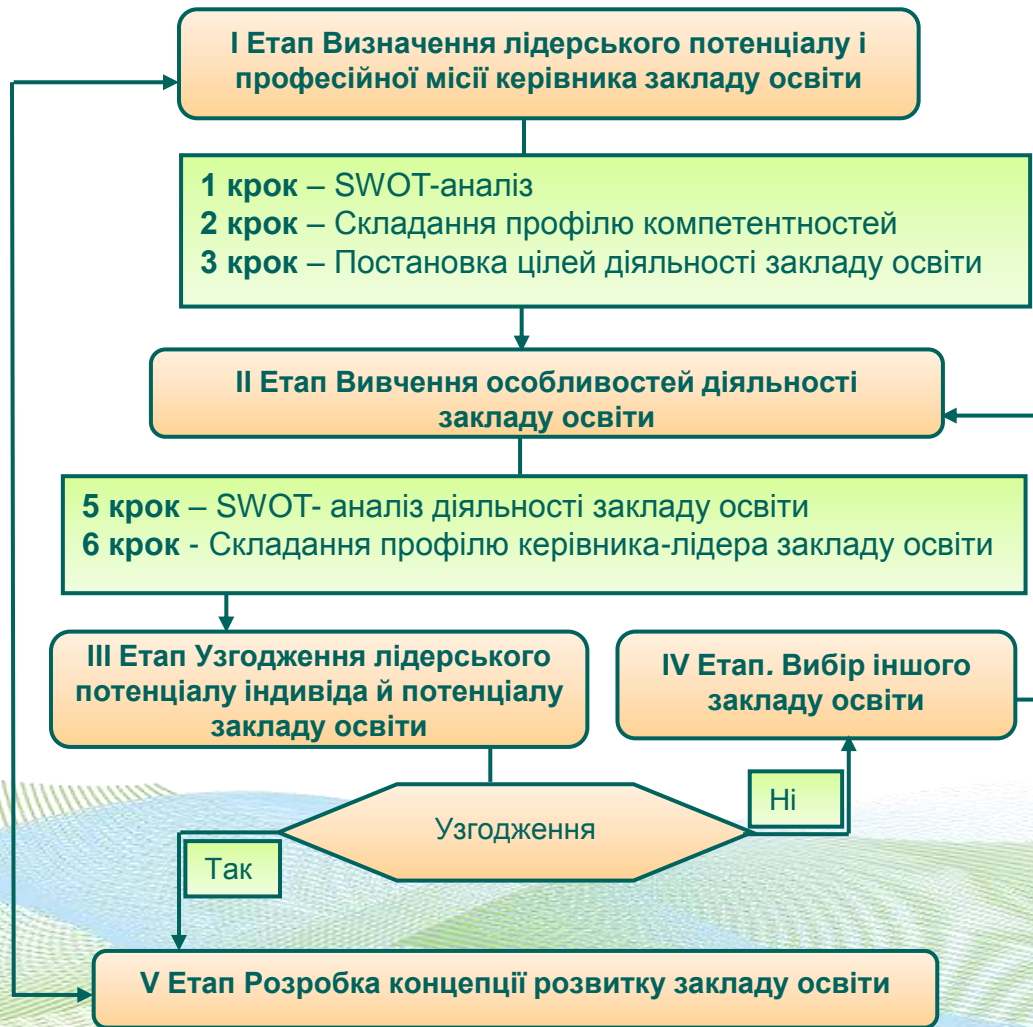 I Етап Визначення лідерського потенціалу і
професійної місії керівника закладу освіти
1 крок – SWOT-аналіз
2 крок – Складання профілю компетентностей
3 крок – Постановка цілей діяльності закладу освіти
II Етап Вивчення особливостей діяльності
закладу освіти
5 крок – SWOT- аналіз діяльності закладу освіти
6 крок - Складання профілю керівника-лідера закладу освіти
III Етап Узгодження лідерського
потенціалу індивіда й потенціалу
закладу освіти
IV Етап. Вибір іншого
закладу освіти
Узгодження
Ні
Так
V Етап Розробка концепції розвитку закладу освіти